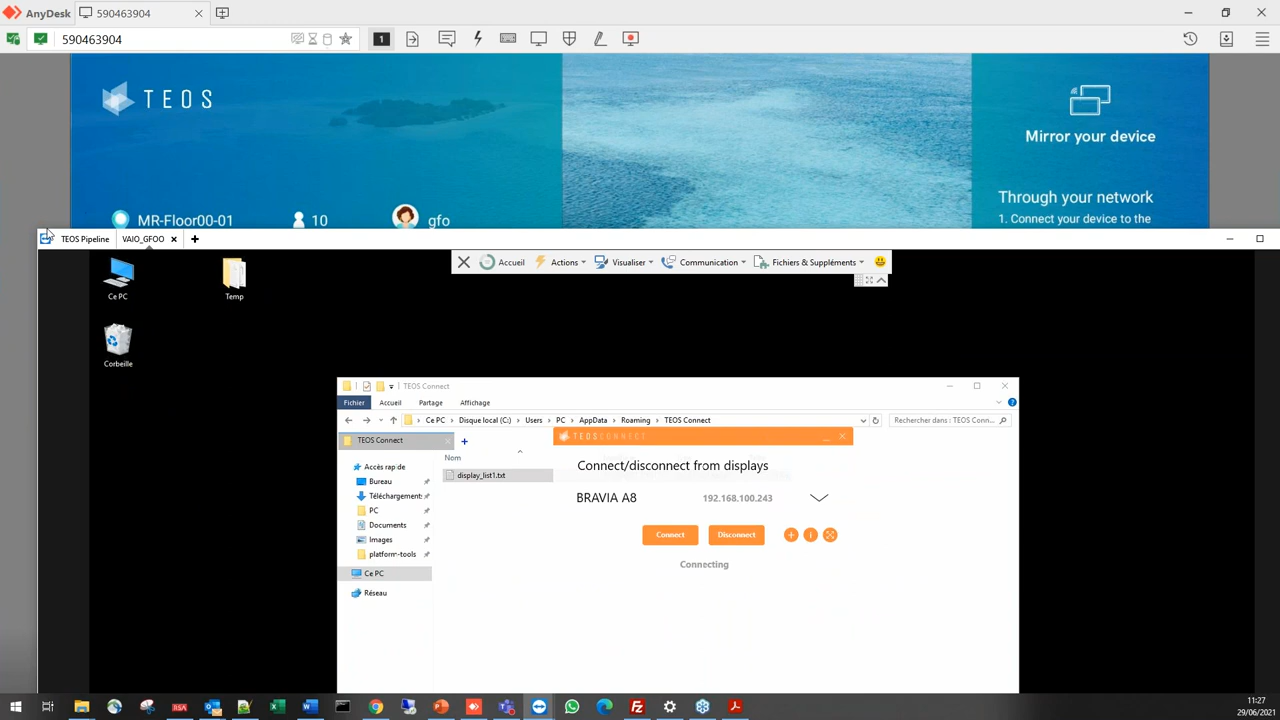 AnyDesk
590463904
590463904
1
TEOS
Mirror your device
Through your network
1. Connect your device to the
MR-Floor00-01
10
gfo
TEOS Pipeline
VAIO_GFOO
Accueil
Actions
Visualiser
Communication
Fichiers & Suppléments
Ce PC
Temp
Corbeille
TEOS Connect
Fichier
Accueil
Partage
Affichage
Ce PC > Disque local (C:) > Users > PC > AppData > Roaming > TEOS Connect
Rechercher dans : TEOS Conn...
TEOS Connect
TEOSCONNECT
Nom
Connect/disconnect from displays
Accès rapide
display_list1.txt
Bureau
BRAVIA A8
192.168.100.243
Téléchargements
PC
Documents
Connect
Disconnect
Images
platform-tools
Connecting
Ce PC
Réseau
RSA
11:27
29/06/2021